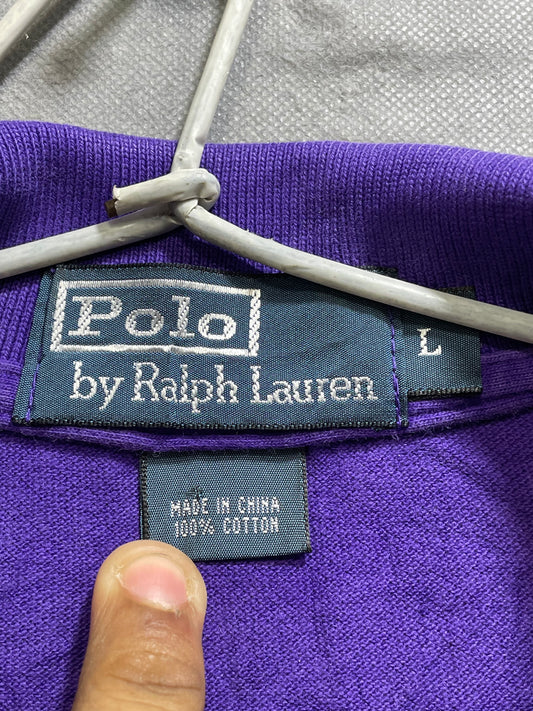 Polo
by Ralph Lauren
L
MADE IN CHINA
100% COTTON